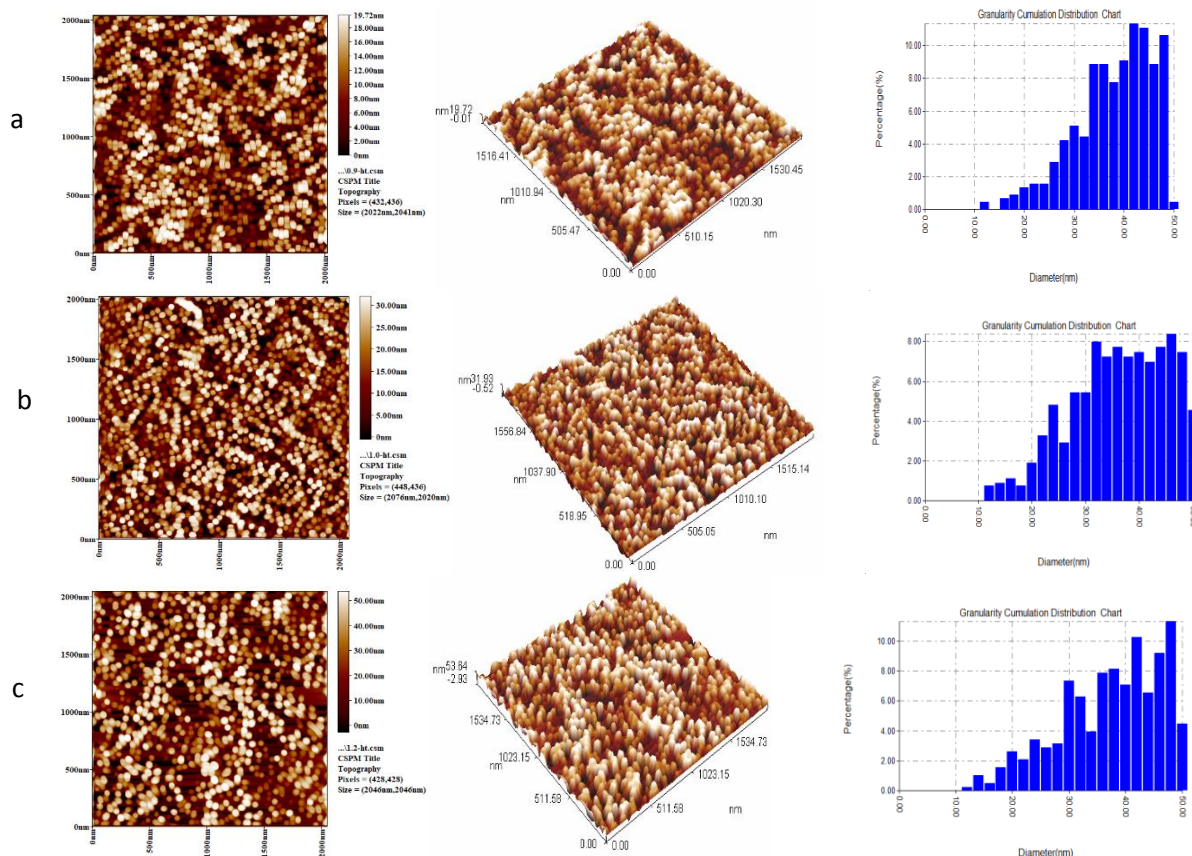 a
2000nm
1500nm
1000nm
500nm
0nm
0nm
500nm
1000nm
1500nm
2000nm
19.72nm
18.00nm
16.00nm
14.00nm
12.00nm
10.00nm
8.00nm
6.00nm
4.00nm
2.00nm
0nm
...\0.9-ht.csm
CSPM Title
Topography
Pixels = (432,436)
Size = (2022nm,2041nm)
nm19.72
-0.01
1516.41
1010.94
nm
505.47
0.00
0.00
510.15
1020.30
1530.45
nm
Granularity Cumulation Distribution Chart
Percentage(%)
10.00
8.00
6.00
4.00
2.00
0.00
0.00
10.00
20.00
30.00
40.00
50.00
Diameter(nm)
b
2000nm
1500nm
1000nm
500nm
0nm
0nm
500nm
1000nm
1500nm
2000nm
30.00nm
25.00nm
20.00nm
15.00nm
10.00nm
5.00nm
0nm
...\1.0-ht.csm
CSPM Title
Topography
Pixels = (448,436)
Size = (2076nm,2020nm)
nm31.93
-0.52
1556.84
1037.90
nm
518.95
0.00
0.00
505.05
1010.10
1515.14
nm
Granularity Cumulation Distribution Chart
Percentage(%)
8.00
6.00
4.00
2.00
0.00
0.00
10.00
20.00
30.00
40.00
Diameter(nm)
c
2000nm
1500nm
1000nm
500nm
0nm
0nm
500nm
1000nm
1500nm
2000nm
50.00nm
40.00nm
30.00nm
20.00nm
10.00nm
0nm
...\1.2-ht.csm
CSPM Title
Topography
Pixels = (428,428)
Size = (2046nm,2046nm)
nm53.64
-2.93
1534.73
1023.15
nm
511.58
0.00
0.00
511.58
1023.15
1534.73
nm
Granularity Cumulation Distribution Chart
Percentage(%)
10.00
8.00
6.00
4.00
2.00
0.00
0.00
10.00
20.00
30.00
40.00
50.00
Diameter(nm)